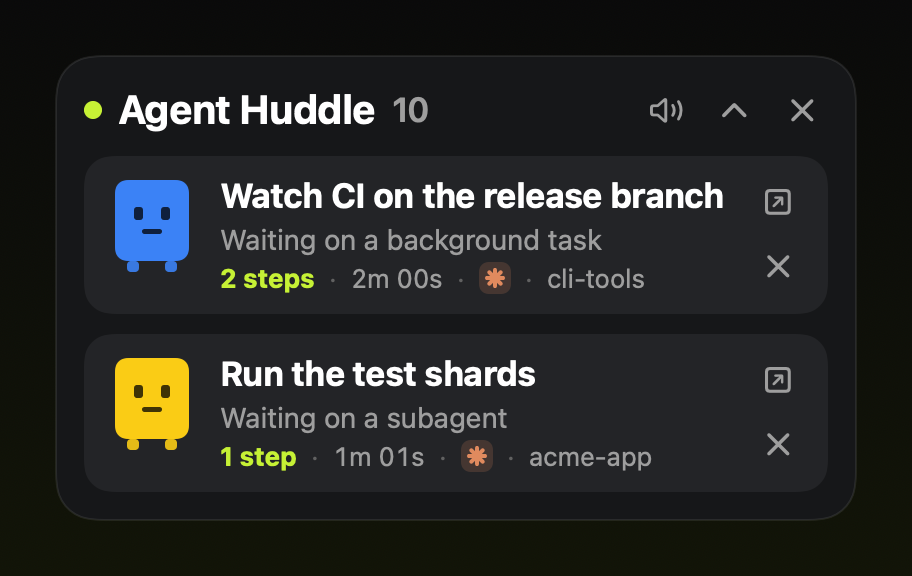 Agent Huddle 10
Watch CI on the release branch
Waiting on a background task
2 steps · 2m 00s · · cli-tools
Run the test shards
Waiting on a subagent
1 step · 1m 01s · · acme-app